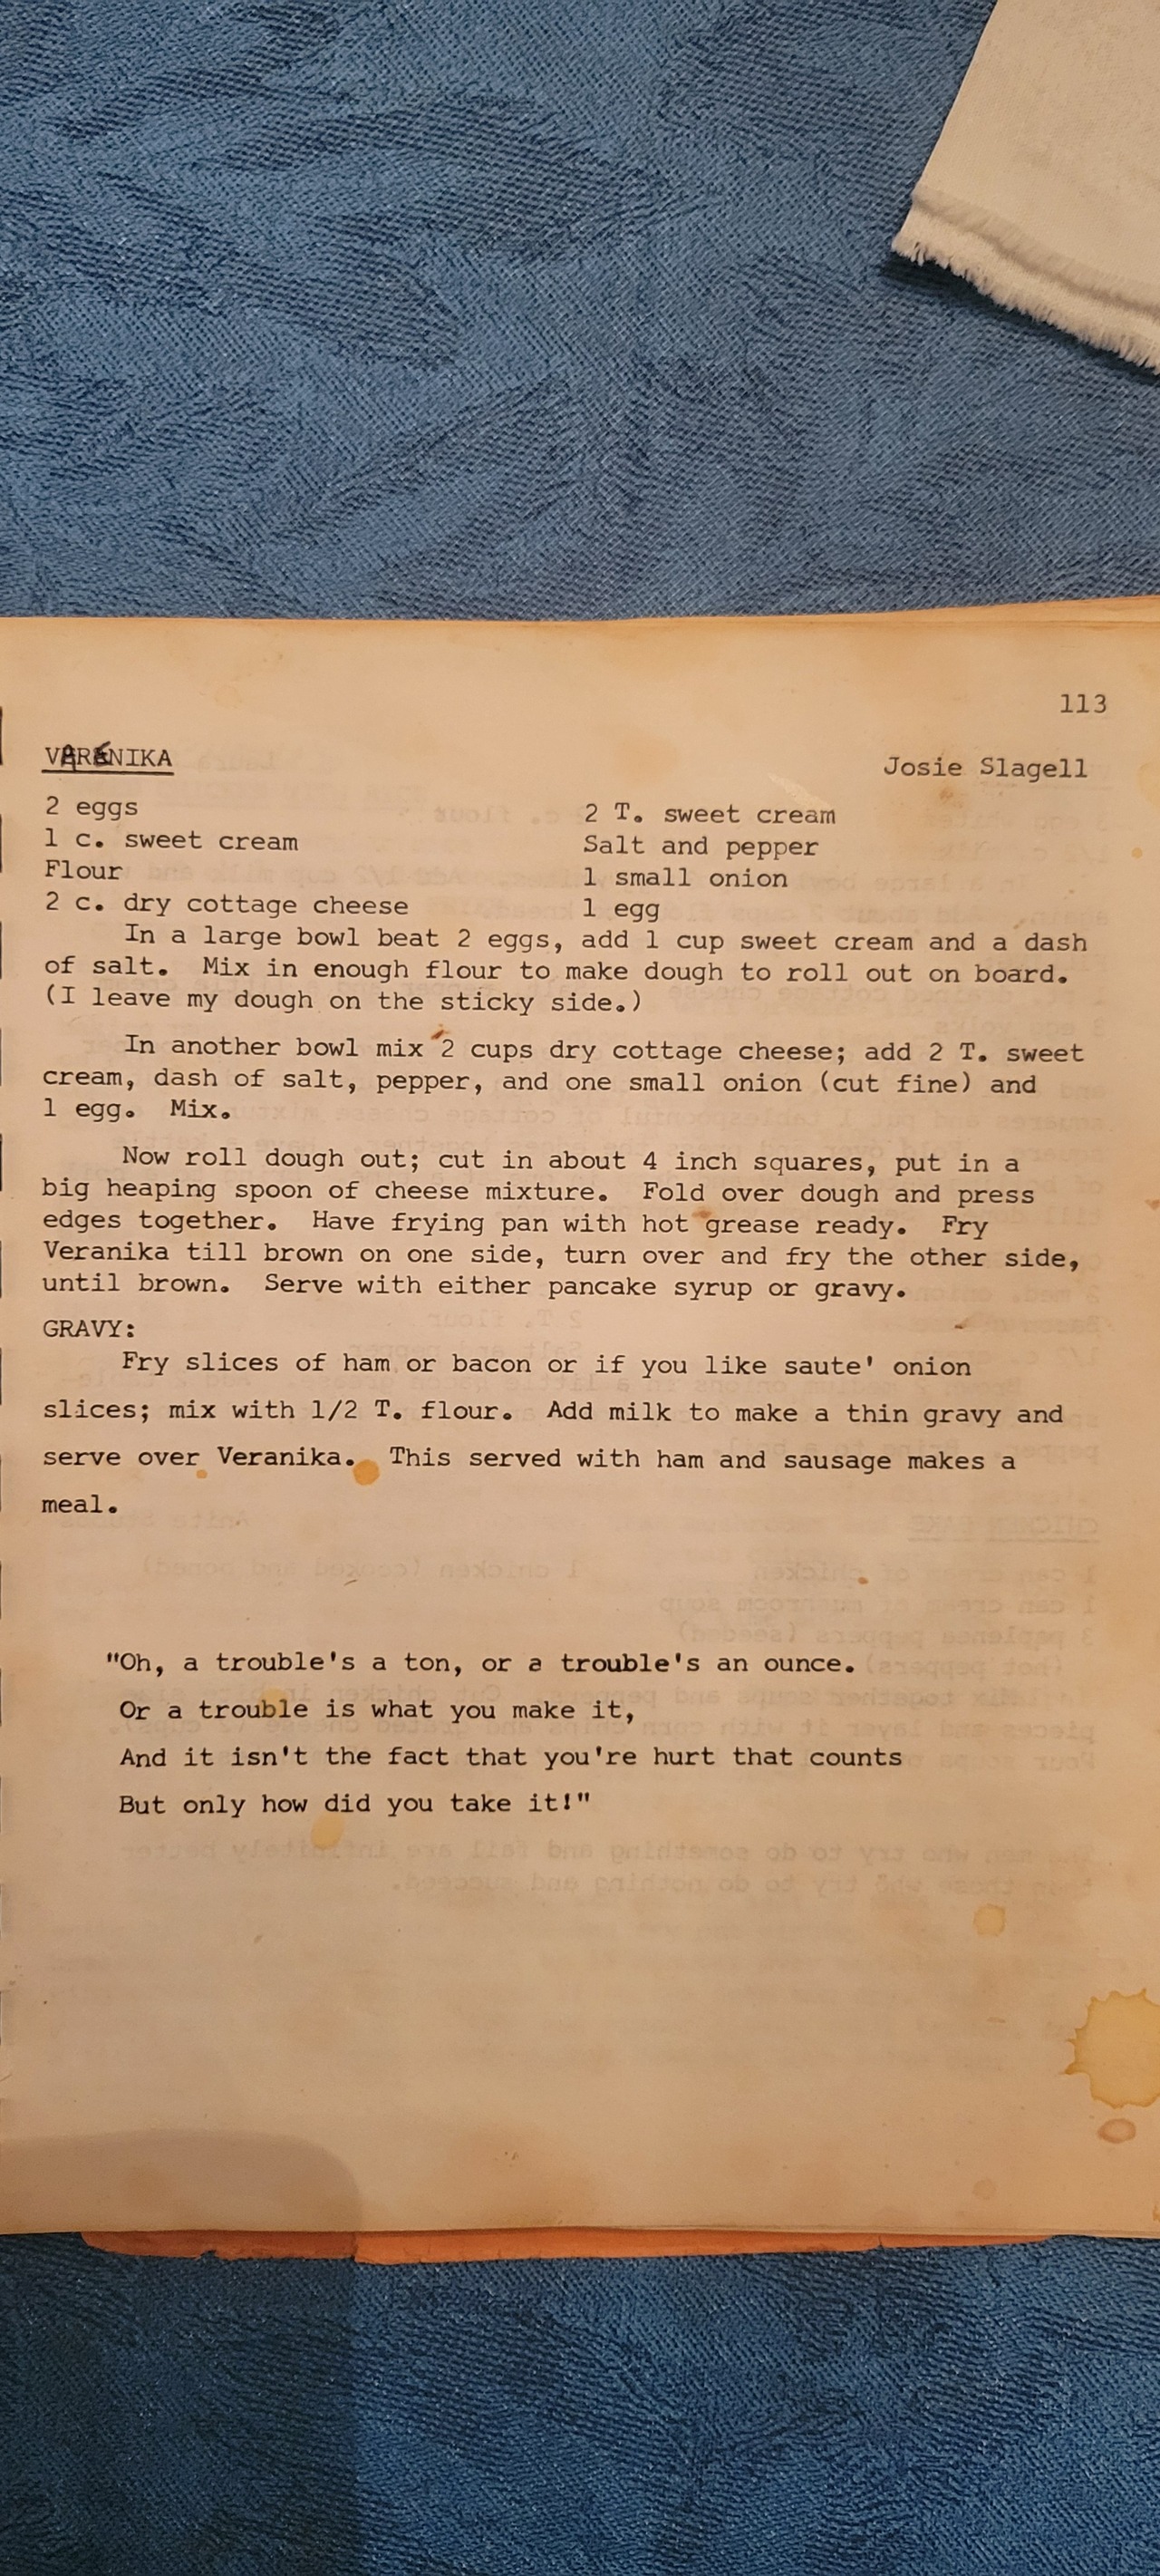 113
VARENIKA
Josie Slagell
2 eggs
1 c. sweet cream
Flour
2 c. dry cottage cheese
2 T. sweet cream
Salt and pepper
1 small onion
1 egg
In a large bowl beat 2 eggs, add 1 cup sweet cream and a dash
of salt. Mix in enough flour to make dough to roll out on board.
(I leave my dough on the sticky side.)
In another bowl mix 2 cups dry cottage cheese; add 2 T. sweet
cream, dash of salt, pepper, and one small onion (cut fine) and
1 egg. Mix.
Now roll dough out; cut in about 4 inch squares, put in a
big heaping spoon of cheese mixture. Fold over dough and press
edges together. Have frying pan with hot grease ready. Fry
Veranika till brown on one side, turn over and fry the other side,
until brown. Serve with either pancake syrup or gravy.
GRAVY:
Fry slices of ham or bacon or if you like saute' onion
slices; mix with 1/2 T. flour. Add milk to make a thin gravy and
serve over Veranika. This served with ham and sausage makes a
meal.
"Oh, a trouble's a ton, or a trouble's an ounce.
Or a trouble is what you make it,
And it isn't the fact that you're hurt that counts
But only how did you take it!"